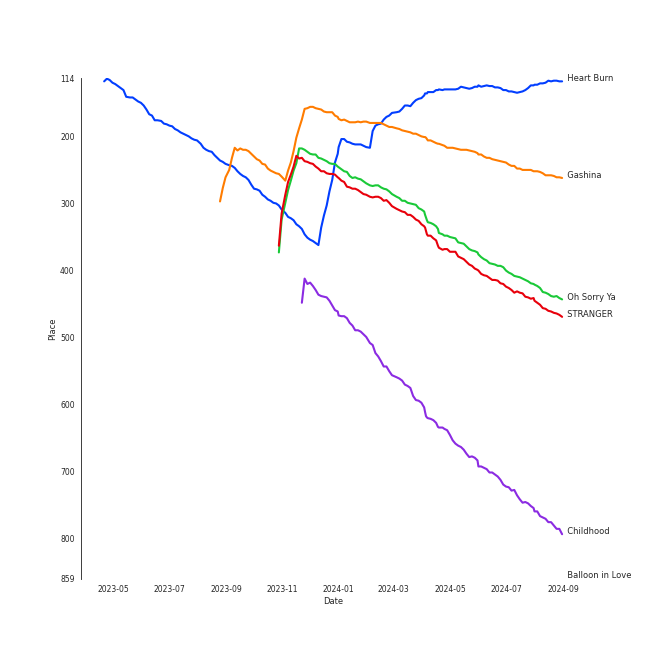 114
200
300
400
500
600
700
800
859
Place
2023-05
2023-07
2023-09
2023-11
2024-01
2024-03
2024-05
2024-07
2024-09
Date
Heart Burn
Gashina
Oh Sorry Ya
STRANGER
Childhood
Balloon in Love